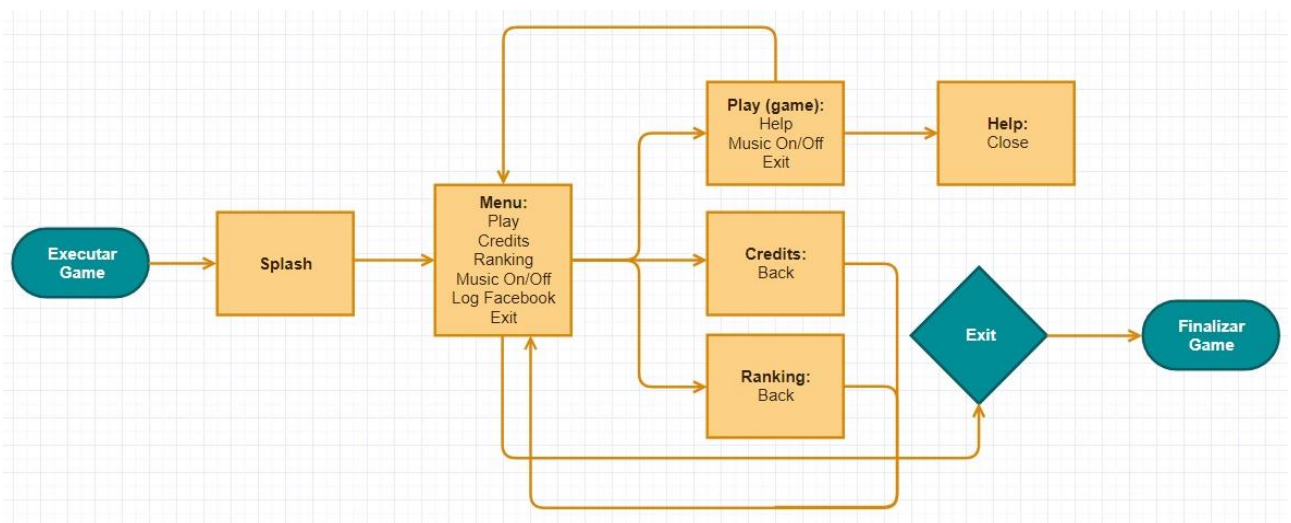 Executar
Game
Splash
Menu:
Play
Credits
Ranking
Music On/Off
Log Facebook
Exit
Play (game):
Help
Music On/Off
Exit
Help:
Close
Credits:
Back
Ranking:
Back
Exit
Finalizar
Game